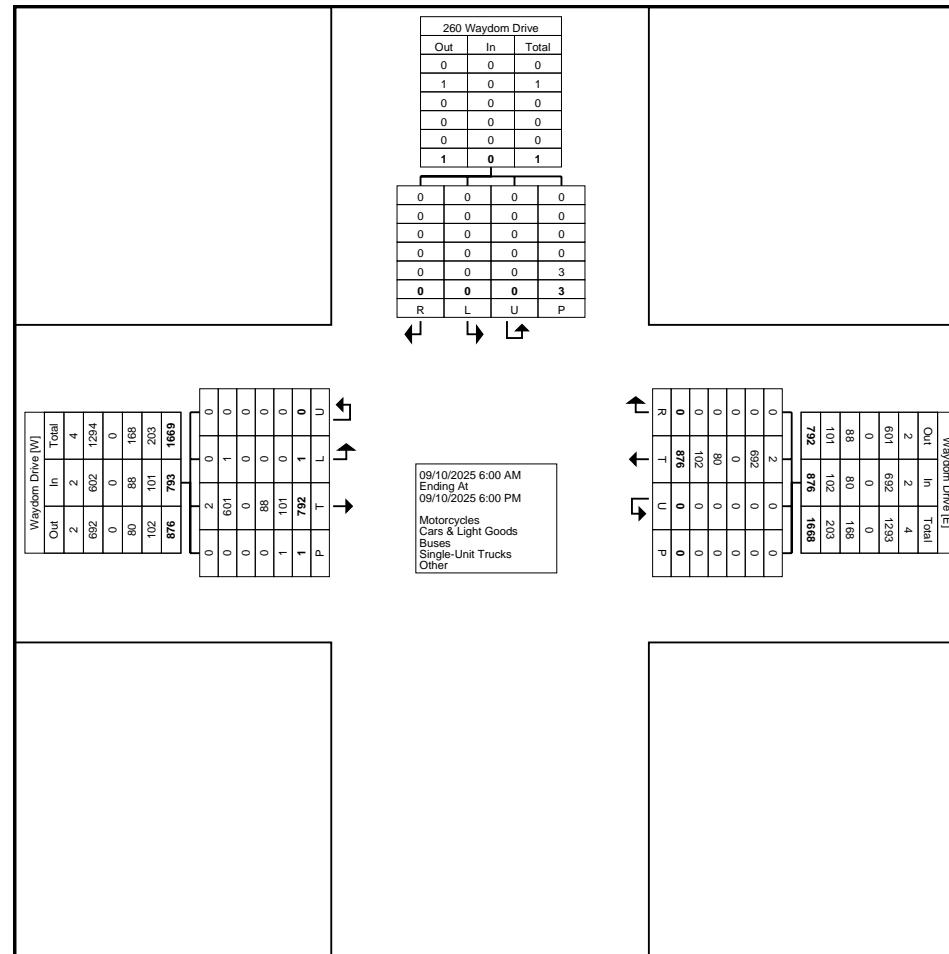 260 Waydom Drive
Out In Total
0 0 0
1 0 1
0 0 0
0 0 0
0 0 0
1 0 1
0 0 0 0
0 0 0 0
0 0 0 0
0 0 0 0
0 0 0 3
0 0 0 3
R L U P
Waydom Drive [W]
Out In Total
2 2 4
692 602 1294
0 0 0
80 88 168
102 101 203
876 793 1669
0 2 0 0
0 601 1 0
0 0 0 0
0 88 0 0
1 101 0 0
1 792 1 0
P T L U
09/10/2025 6:00 AM
Ending At
09/10/2025 6:00 PM
Motorcycles
Cars & Light Goods
Buses
Single-Unit Trucks
Other
Waydom Drive [E]
Out In Total
2 2 4
601 692 1293
0 0 0
88 80 168
101 102 203
792 876 1668
0 2 0 0
0 692 0 0
0 0 0 0
0 80 0 0
0 102 0 0
0 876 0 0
R T U P